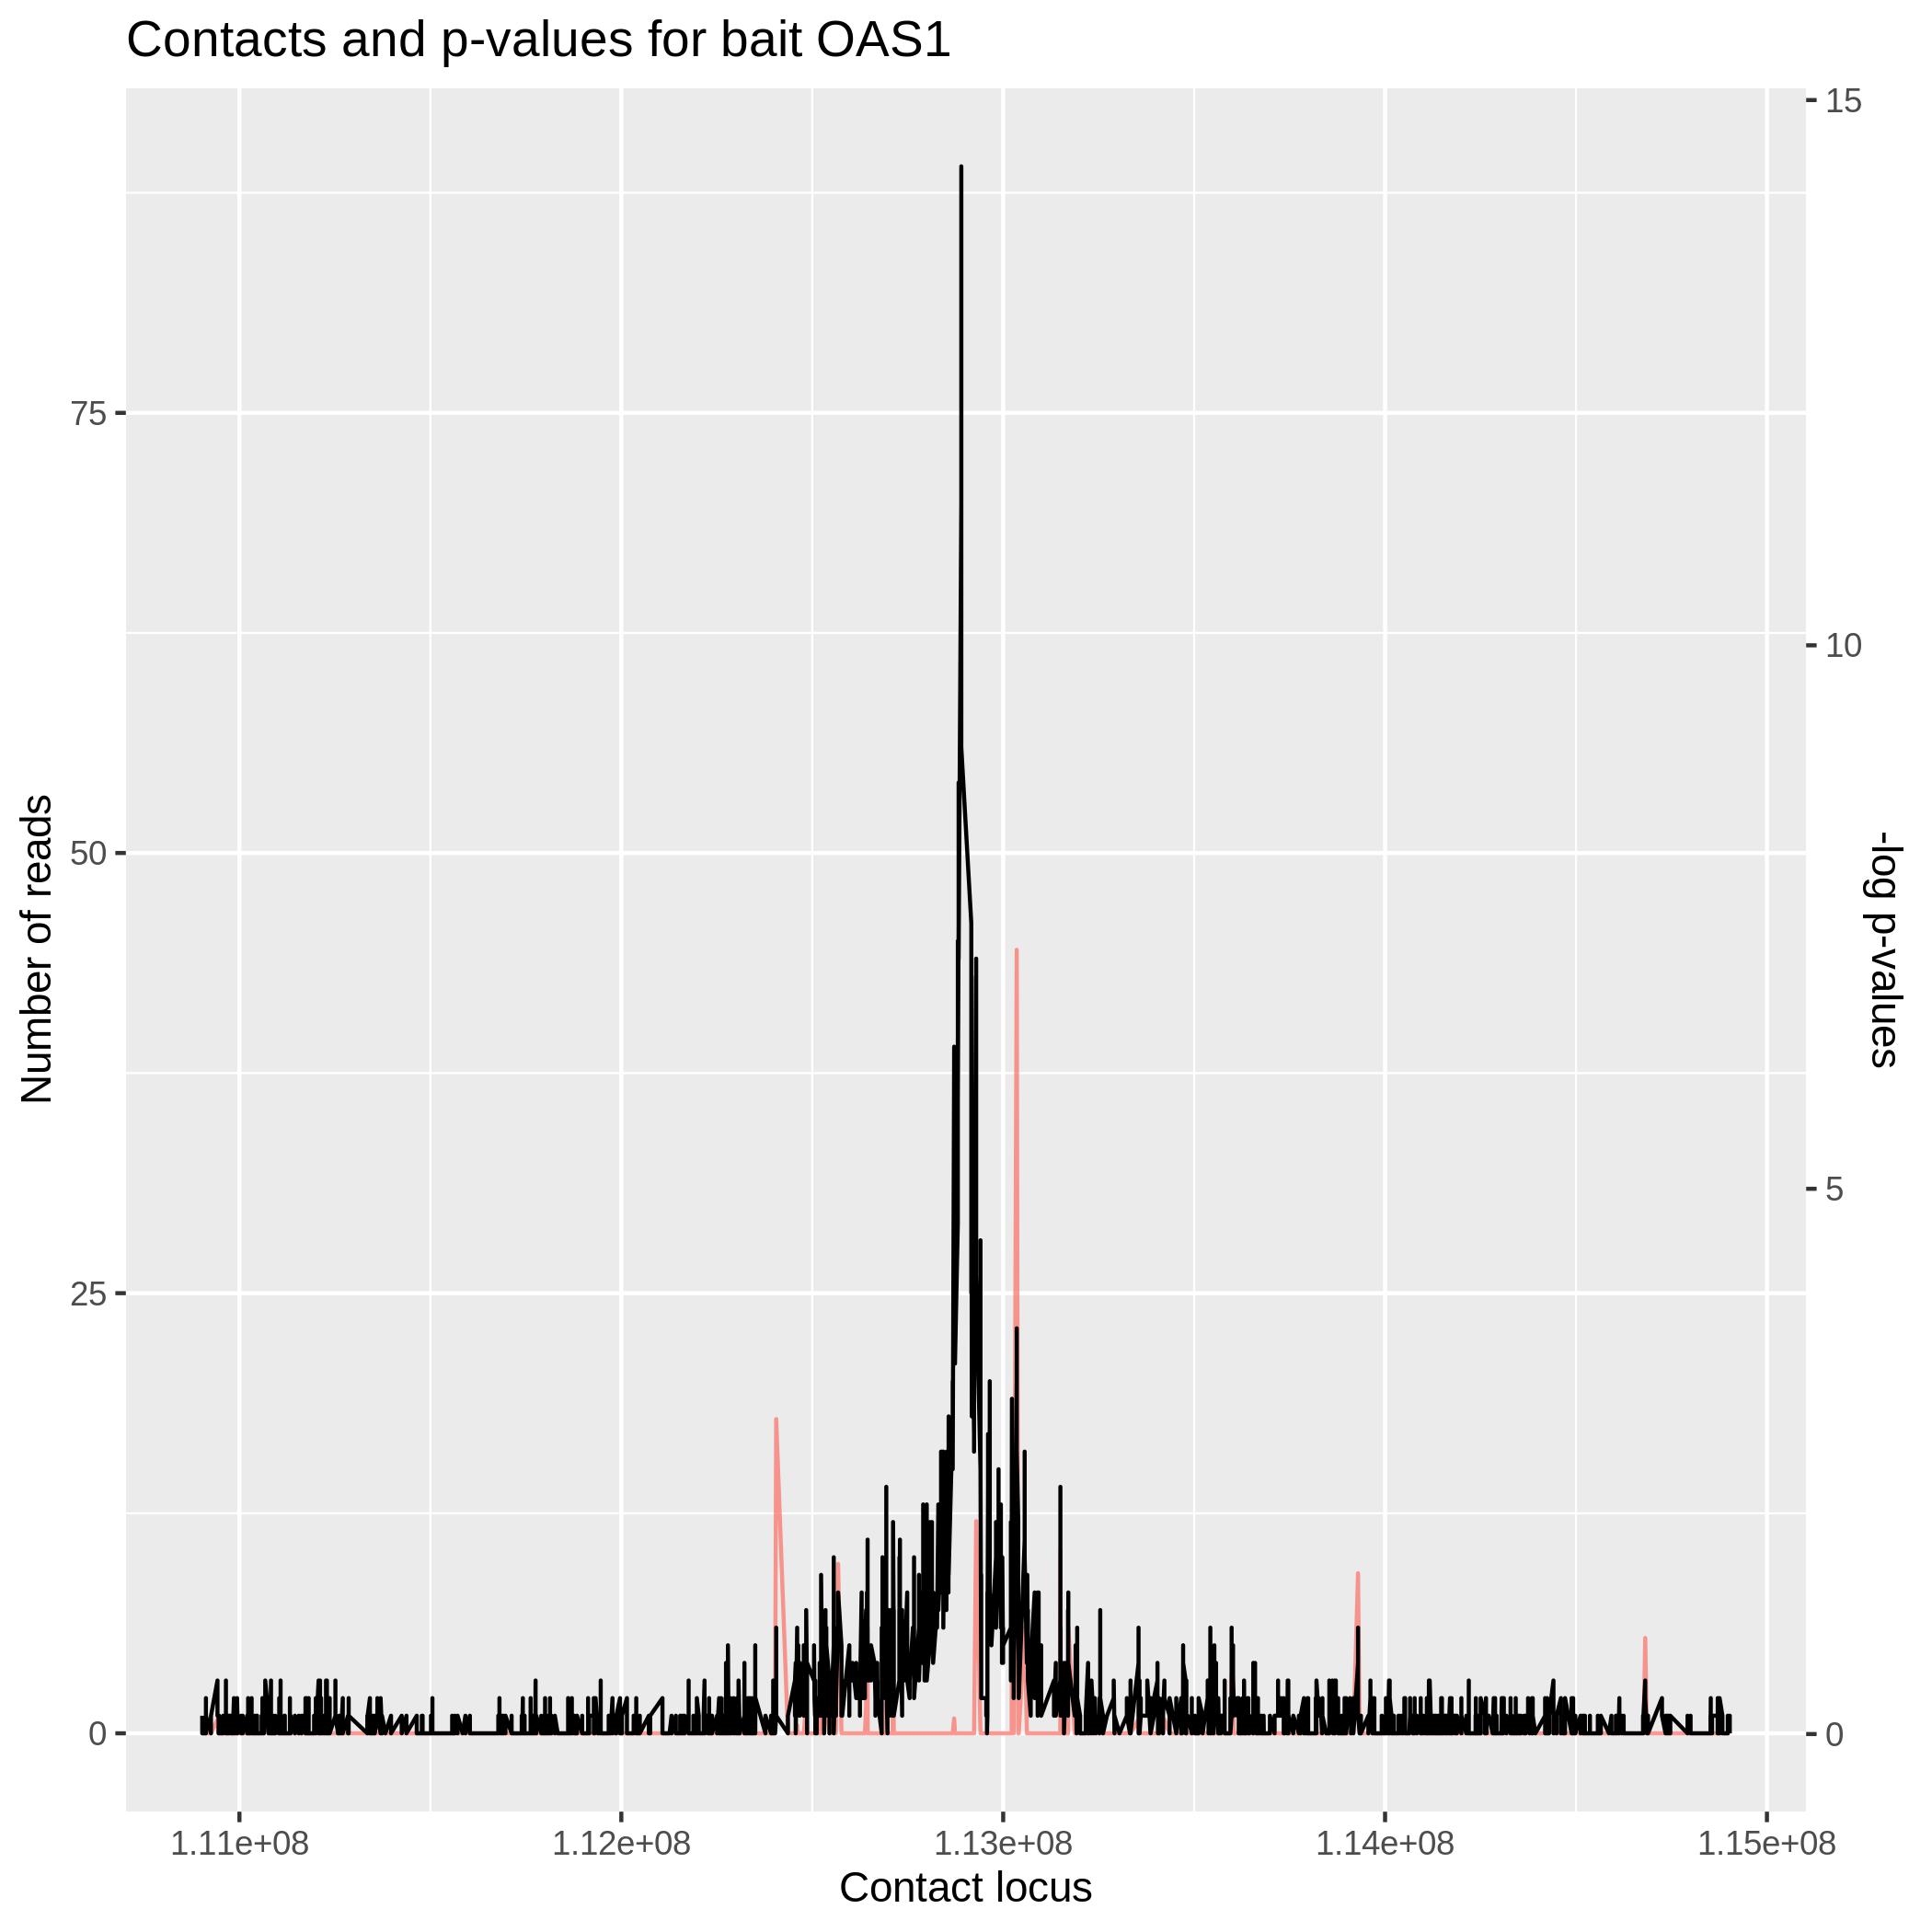 Contacts and p-values for bait OAS1
15
75
10
50
Number of reads
-log p-values
5
25
0
0
1.11e+08
1.12e+08
1.13e+08
1.14e+08
1.15e+08
Contact locus